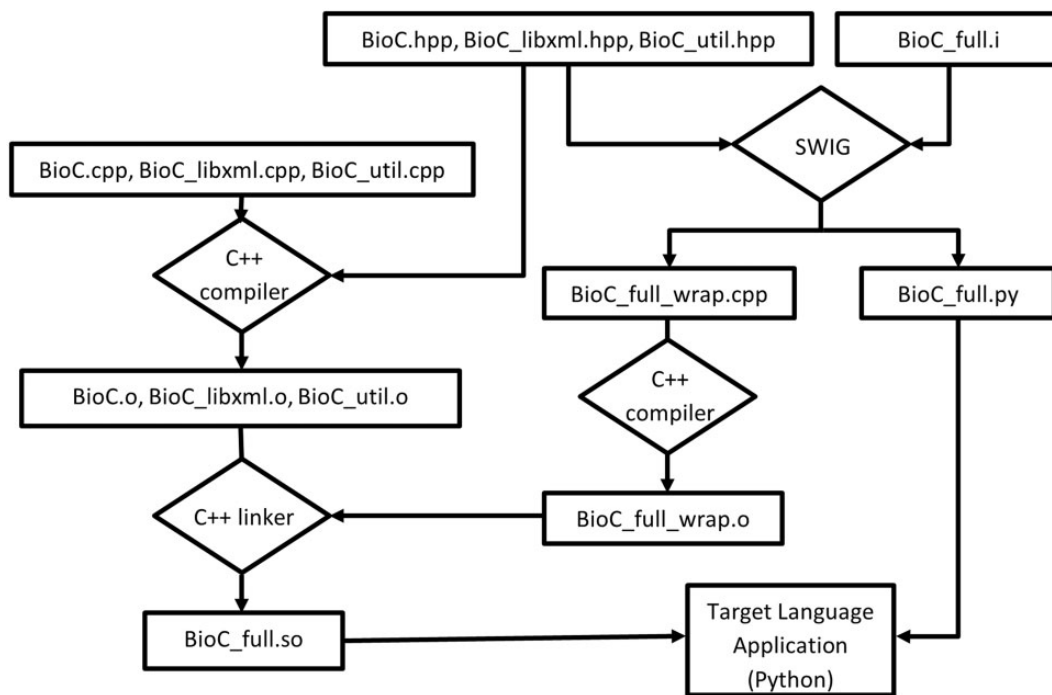 BioC.hpp, BioC_libxml.hpp, BioC_util.hpp
BioC_full.i
SWIG
BioC.cpp, BioC_libxml.cpp, BioC_util.cpp
C++
compiler
BioC_full_wrap.cpp
BioC_full.py
BioC.o, BioC_libxml.o, BioC_util.o
C++
compiler
C++ linker
BioC_full_wrap.o
BioC_full.so
Target Language
Application
(Python)